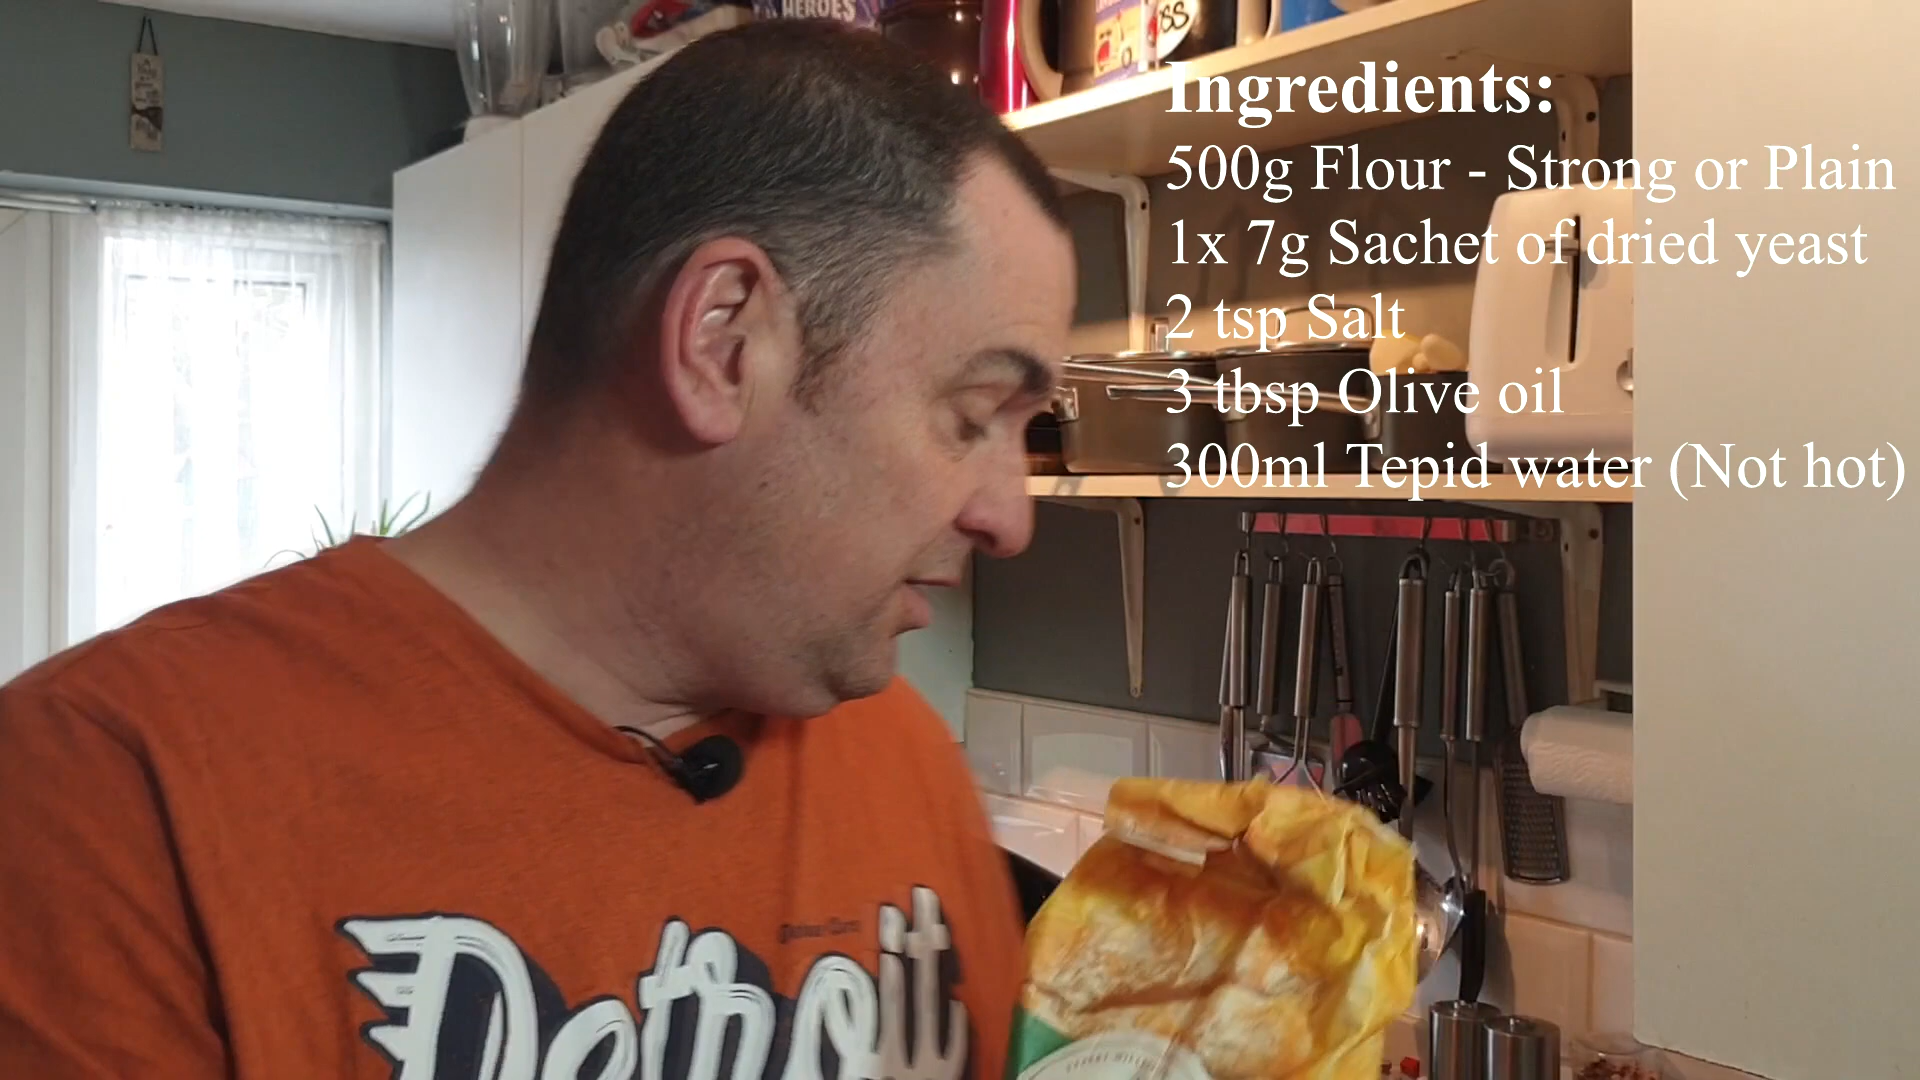 HEROES
Ingredients:
500g Flour - Strong or Plain
1x 7g Sachet of dried yeast
2 tsp Salt
3 tbsp Olive oil
300ml Tepid water (Not hot)
Detroit